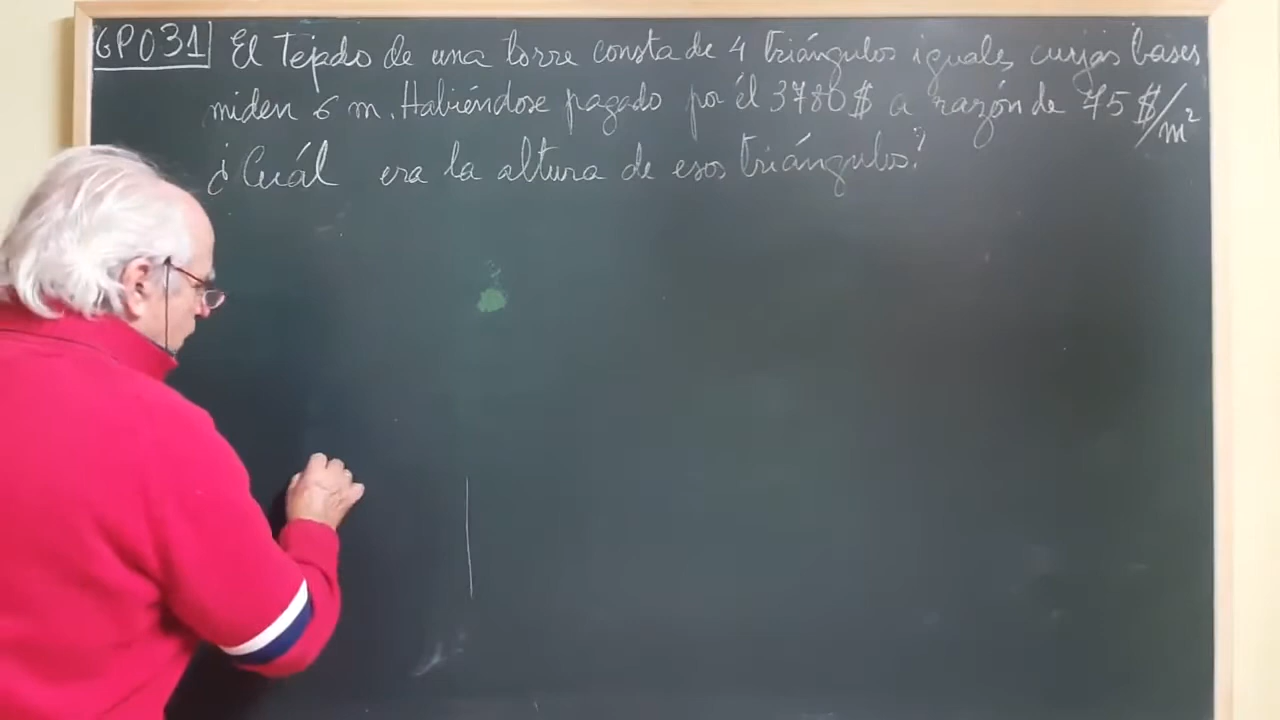 GP031 El Tejado de una torre consta de 4 triángulos iguales cuyas bases
miden 6 m. Habiéndose pagado por él 3780$ a razón de 75 $/m²
¿Cuál era la altura de esos triángulos?